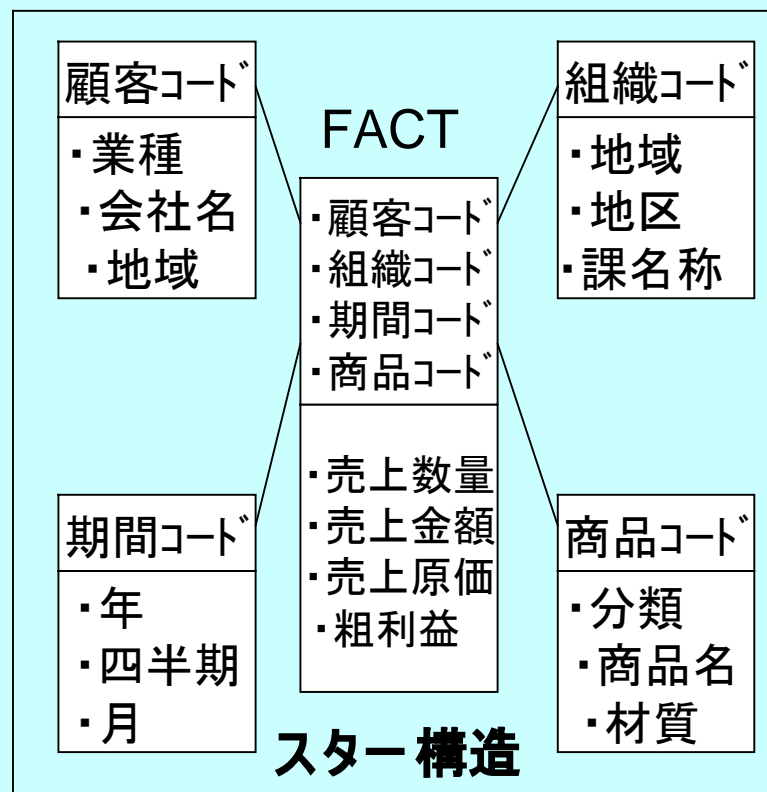 顧客コード
・業種
・会社名
・地域
FACT
・顧客コード
・組織コード
・期間コード
・商品コード
・売上数量
・売上金額
・売上原価
・粗利益
組織コード
・地域
・地区
・課名称
期間コード
・年
・四半期
・月
商品コード
・分類
・商品名
・材質
スター構造